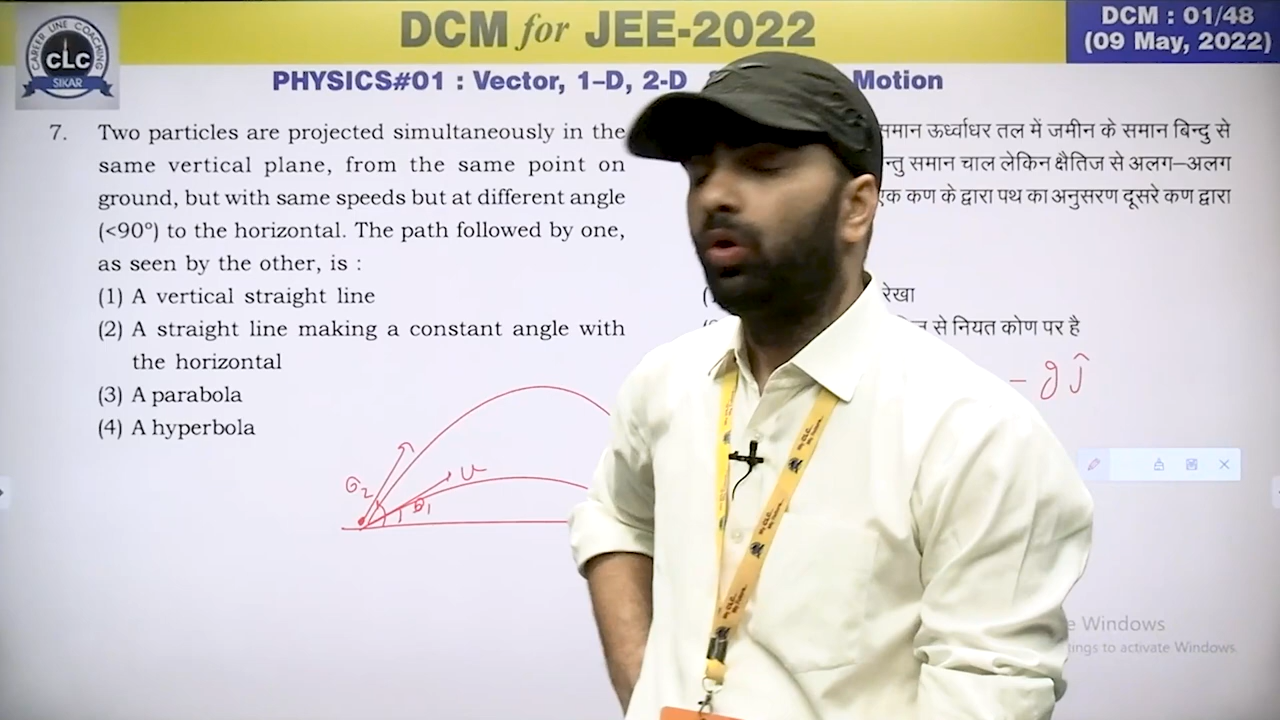 DCM for JEE-2022
DCM : 01/48
(09 May, 2022)
CAREER LINE COACHING
CLC
SIKAR
PHYSICS#01 : Vector, 1–D, 2-D Motion
7. Two particles are projected simultaneously in the
same vertical plane, from the same point on
ground, but with same speeds but at different angle
(<90°) to the horizontal. The path followed by one,
as seen by the other, is :
(1) A vertical straight line
(2) A straight line making a constant angle with
the horizontal
(3) A parabola
(4) A hyperbola
समान ऊर्ध्वाधर तल में जमीन के समान बिन्दु से
समान चाल लेकिन क्षैतिज से अलग–अलग
एक कण के द्वारा पथ का अनुसरण दूसरे कण द्वारा
रेखा
से नियत कोण पर है
– g ĵ
θ₂
θ₁
u
Windows
to activate Windows.